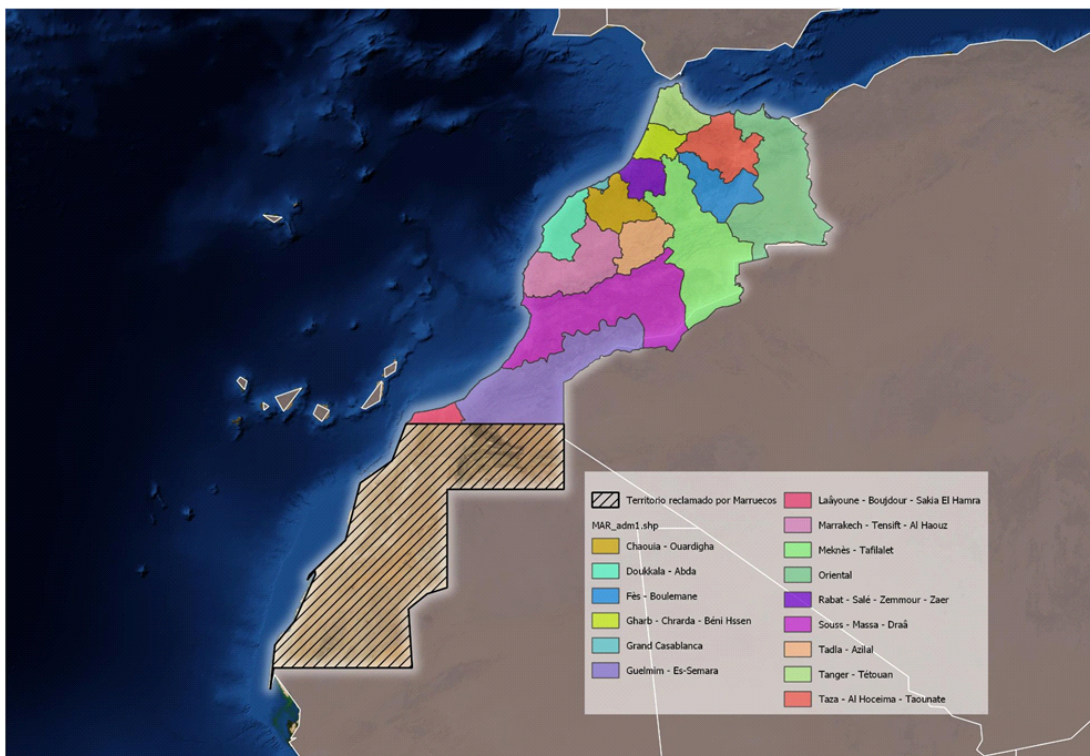 Territorio reclamado por Marruecos
MAR_adm1.shp
Chaouia - Ouardigha
Doukkala - Abda
Fès - Boulemane
Gharb - Chrarda - Béni Hssen
Grand Casablanca
Guelmim - Es-Semara
Laâyoune - Boujdour - Sakia El Hamra
Marrakech - Tensift - Al Haouz
Meknès - Tafilalet
Oriental
Rabat - Salé - Zemmour - Zaer
Souss - Massa - Draâ
Tadla - Azilal
Tanger - Tétouan
Taza - Al Hoceima - Taounate